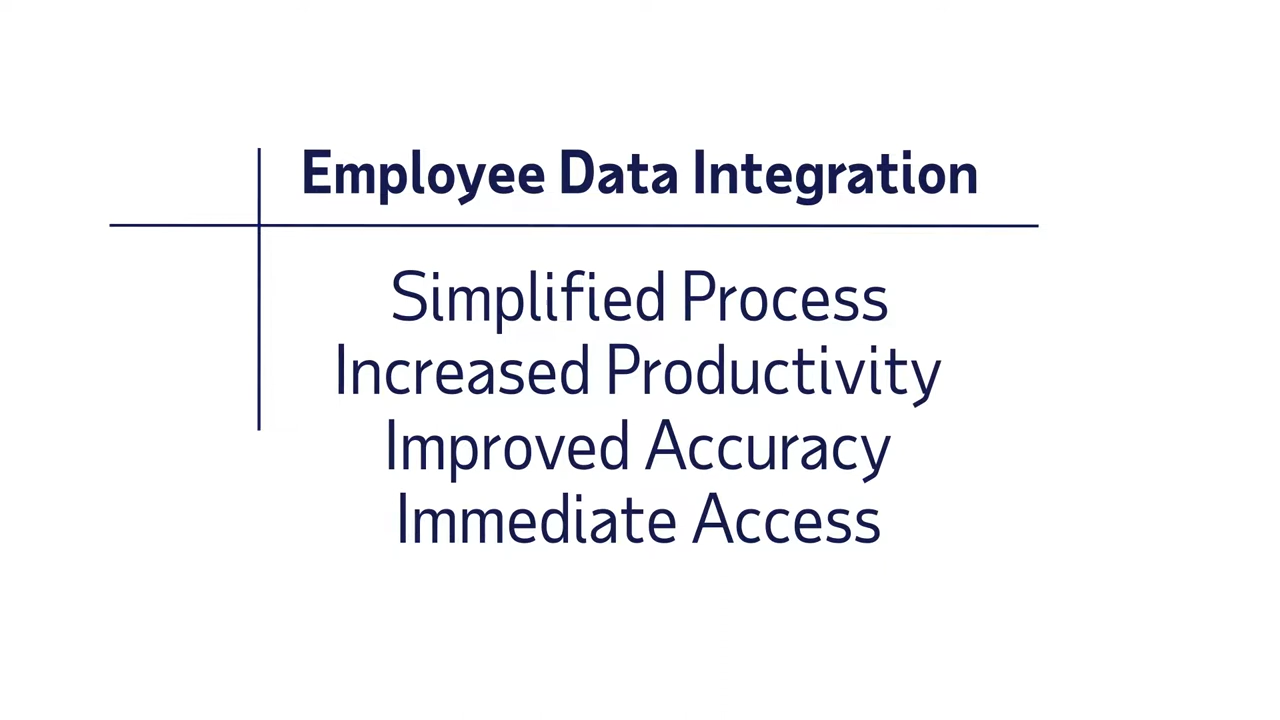 Employee Data Integration
Simplified Process
Increased Productivity
Improved Accuracy
Immediate Access